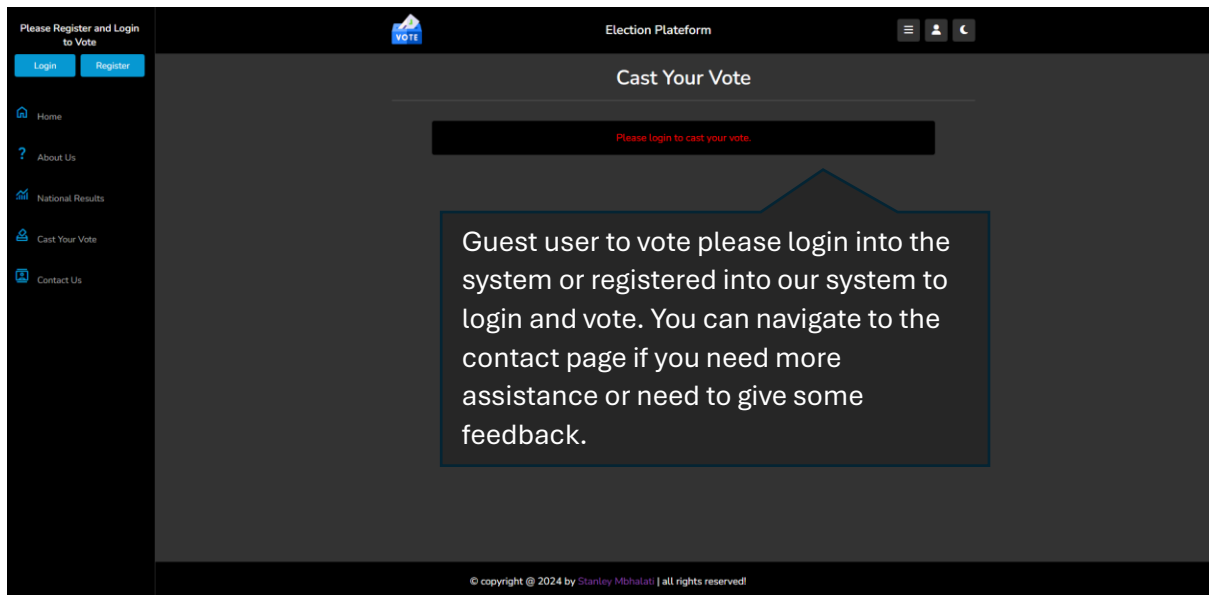 Please Register and Login
to Vote
Login
Register
Home
About Us
National Results
Cast Your Vote
Contact Us
VOTE
Election Plateform
Cast Your Vote
Please login to cast your vote.
Guest user to vote please login into the
system or registered into our system to
login and vote. You can navigate to the
contact page if you need more
assistance or need to give some
feedback.
© copyright @ 2024 by Stanley Mbhalati | all rights reserved!